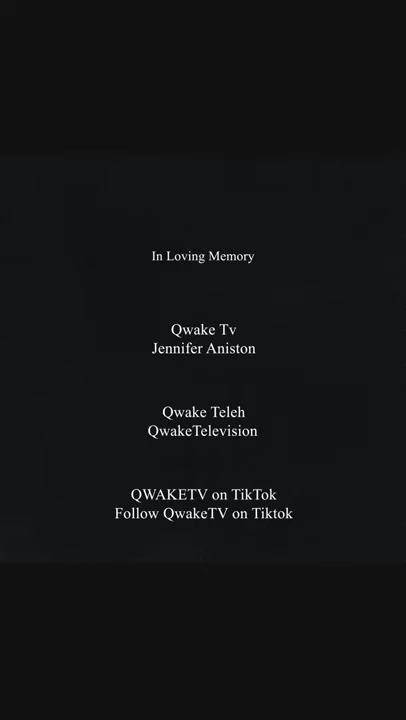 In Loving Memory
Qwake Tv
Jennifer Aniston
Qwake Teleh
QwakeTelevision
QWAKETV on TikTok
Follow QwakeTV on Tiktok